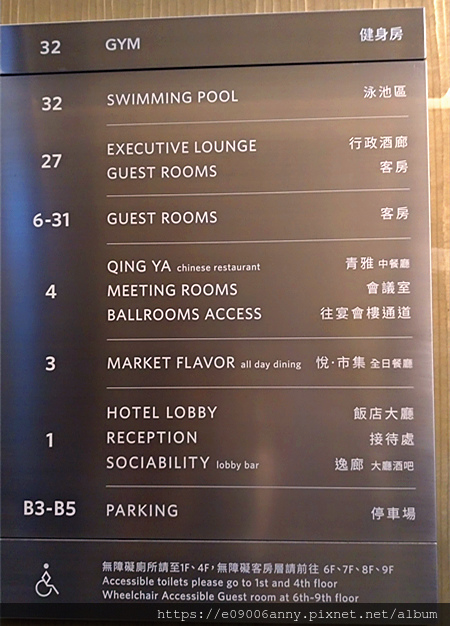 32 GYM 健身房
32 SWIMMING POOL 泳池區
27 EXECUTIVE LOUNGE 行政酒廊
GUEST ROOMS 客房
6-31 GUEST ROOMS 客房
QING YA chinese restaurant 青雅 中餐廳
4 MEETING ROOMS 會議室
BALLROOMS ACCESS 往宴會樓通道
3 MARKET FLAVOR all day dining 悅·市集 全日餐廳
HOTEL LOBBY 飯店大廳
1 RECEPTION 接待處
SOCIABILITY lobby bar 逸廊 大廳酒吧
B3-B5 PARKING 停車場
無障礙廁所請至1F、4F，無障礙客房層請前往 6F、7F、8F、9F
Accessible toilets please go to 1st and 4th floor
Wheelchair Accessible Guest room at 6th-9th floor
https://e09006anny.pixnet.net/album